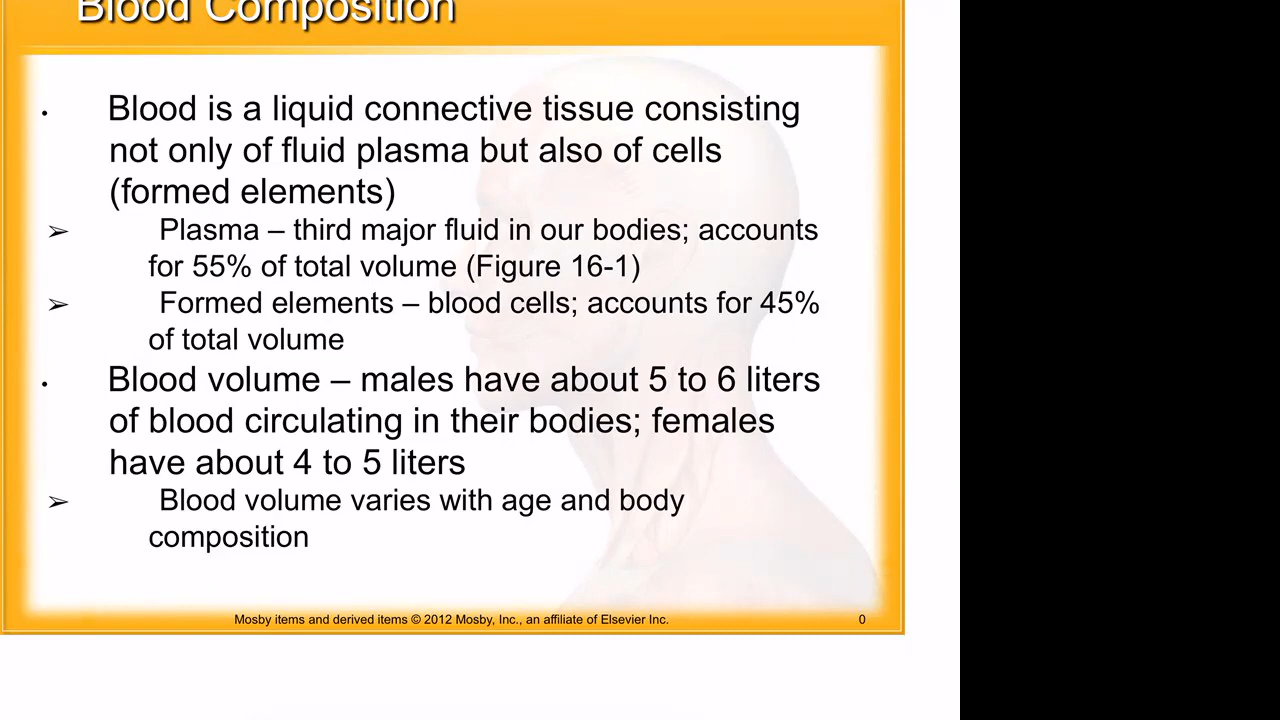 Blood Composition
• Blood is a liquid connective tissue consisting
not only of fluid plasma but also of cells
(formed elements)
➢ Plasma – third major fluid in our bodies; accounts
for 55% of total volume (Figure 16-1)
➢ Formed elements – blood cells; accounts for 45%
of total volume
• Blood volume – males have about 5 to 6 liters
of blood circulating in their bodies; females
have about 4 to 5 liters
➢ Blood volume varies with age and body
composition
Mosby items and derived items © 2012 Mosby, Inc., an affiliate of Elsevier Inc. 0